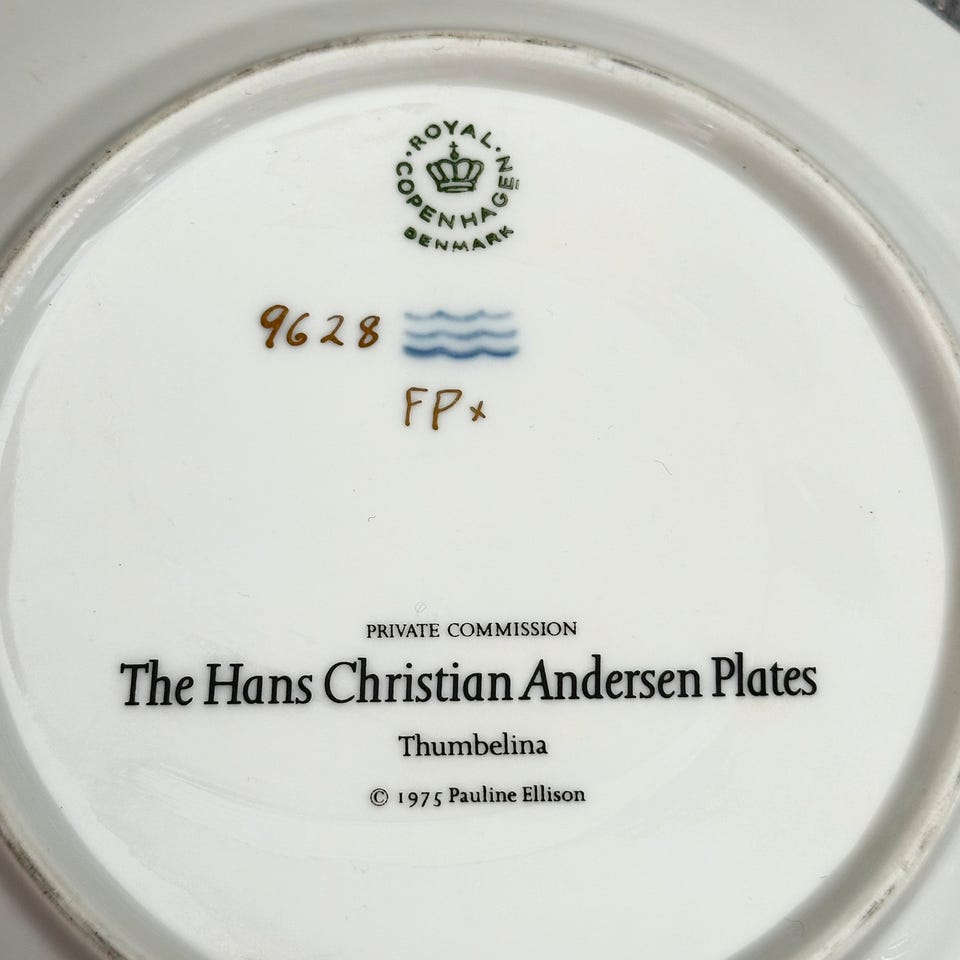 ROYAL COPENHAGEN
DENMARK
9628
FP x
PRIVATE COMMISSION
The Hans Christian Andersen Plates
Thumbelina
© 1975 Pauline Ellison